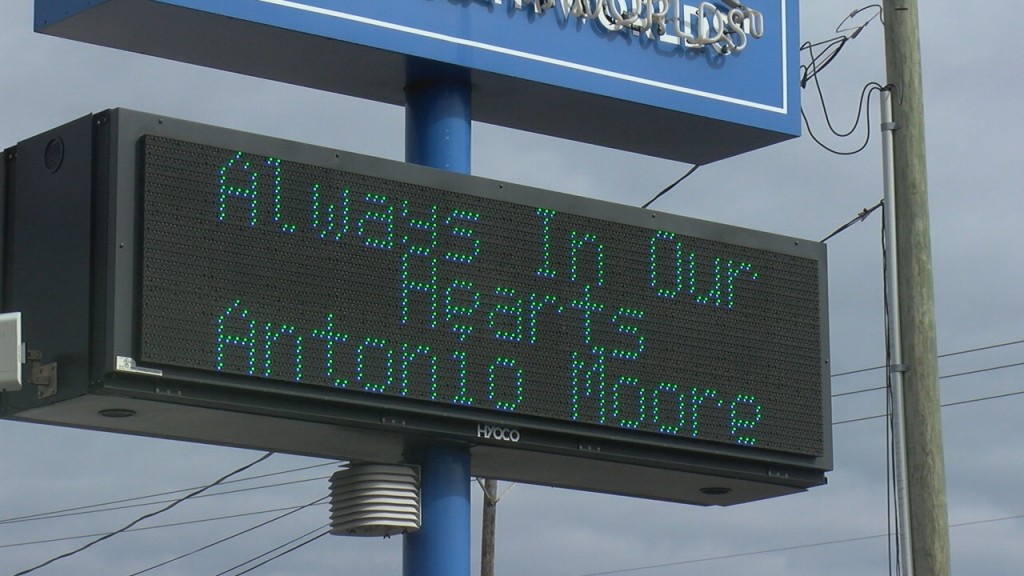 Always In Our
Hearts
Antonio Moore
HYOCO